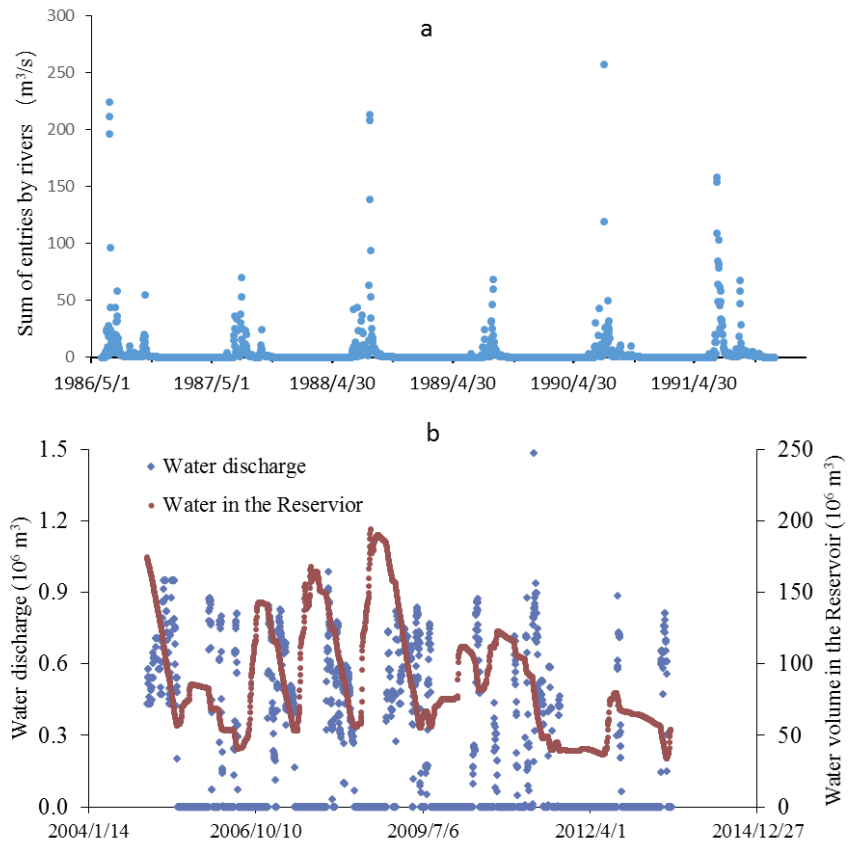 a
300
250
200
150
100
50
0
Sum of entries by rivers （m³/s）
1986/5/1 1987/5/1 1988/4/30 1989/4/30 1990/4/30 1991/4/30
b
1.5
1.2
0.9
0.6
0.3
0.0
Water discharge (10⁶ m³)
Water discharge
Water in the Reservior
250
200
150
100
50
0
Water volume in the Reservoir (10⁶ m³)
2004/1/14 2006/10/10 2009/7/6 2012/4/1 2014/12/27